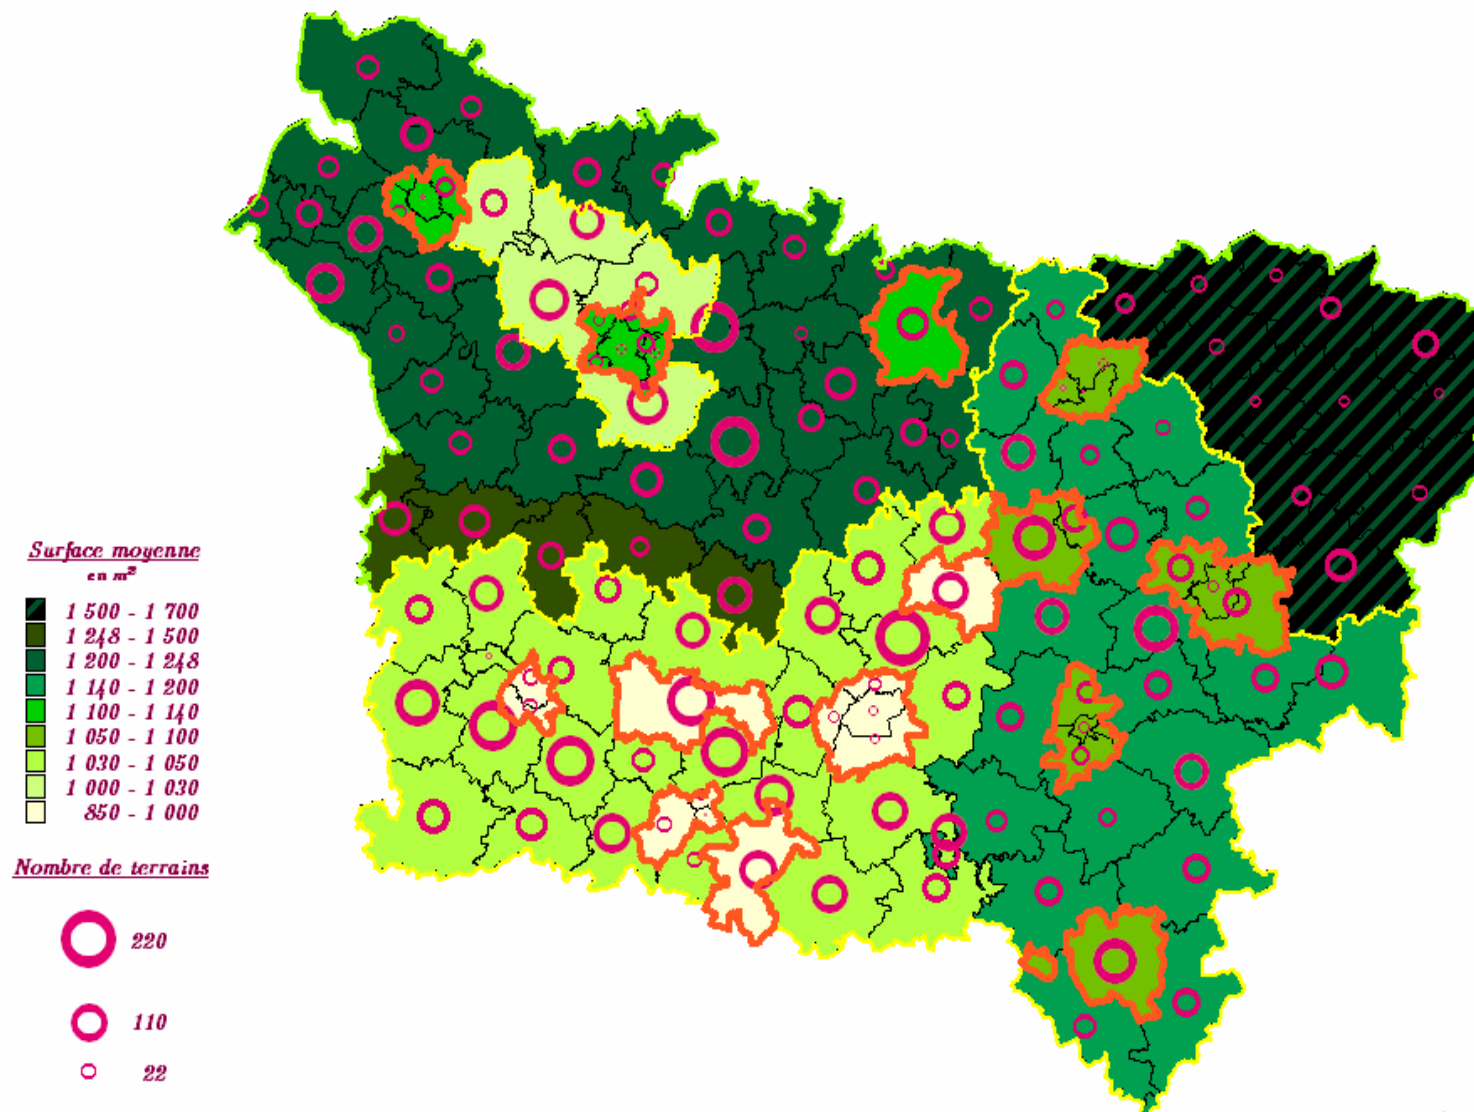 Surface moyenne
en m²
1 500 - 1 700
1 248 - 1 500
1 200 - 1 248
1 140 - 1 200
1 100 - 1 140
1 050 - 1 100
1 030 - 1 050
1 000 - 1 030
850 - 1 000
Nombre de terrains
220
110
22